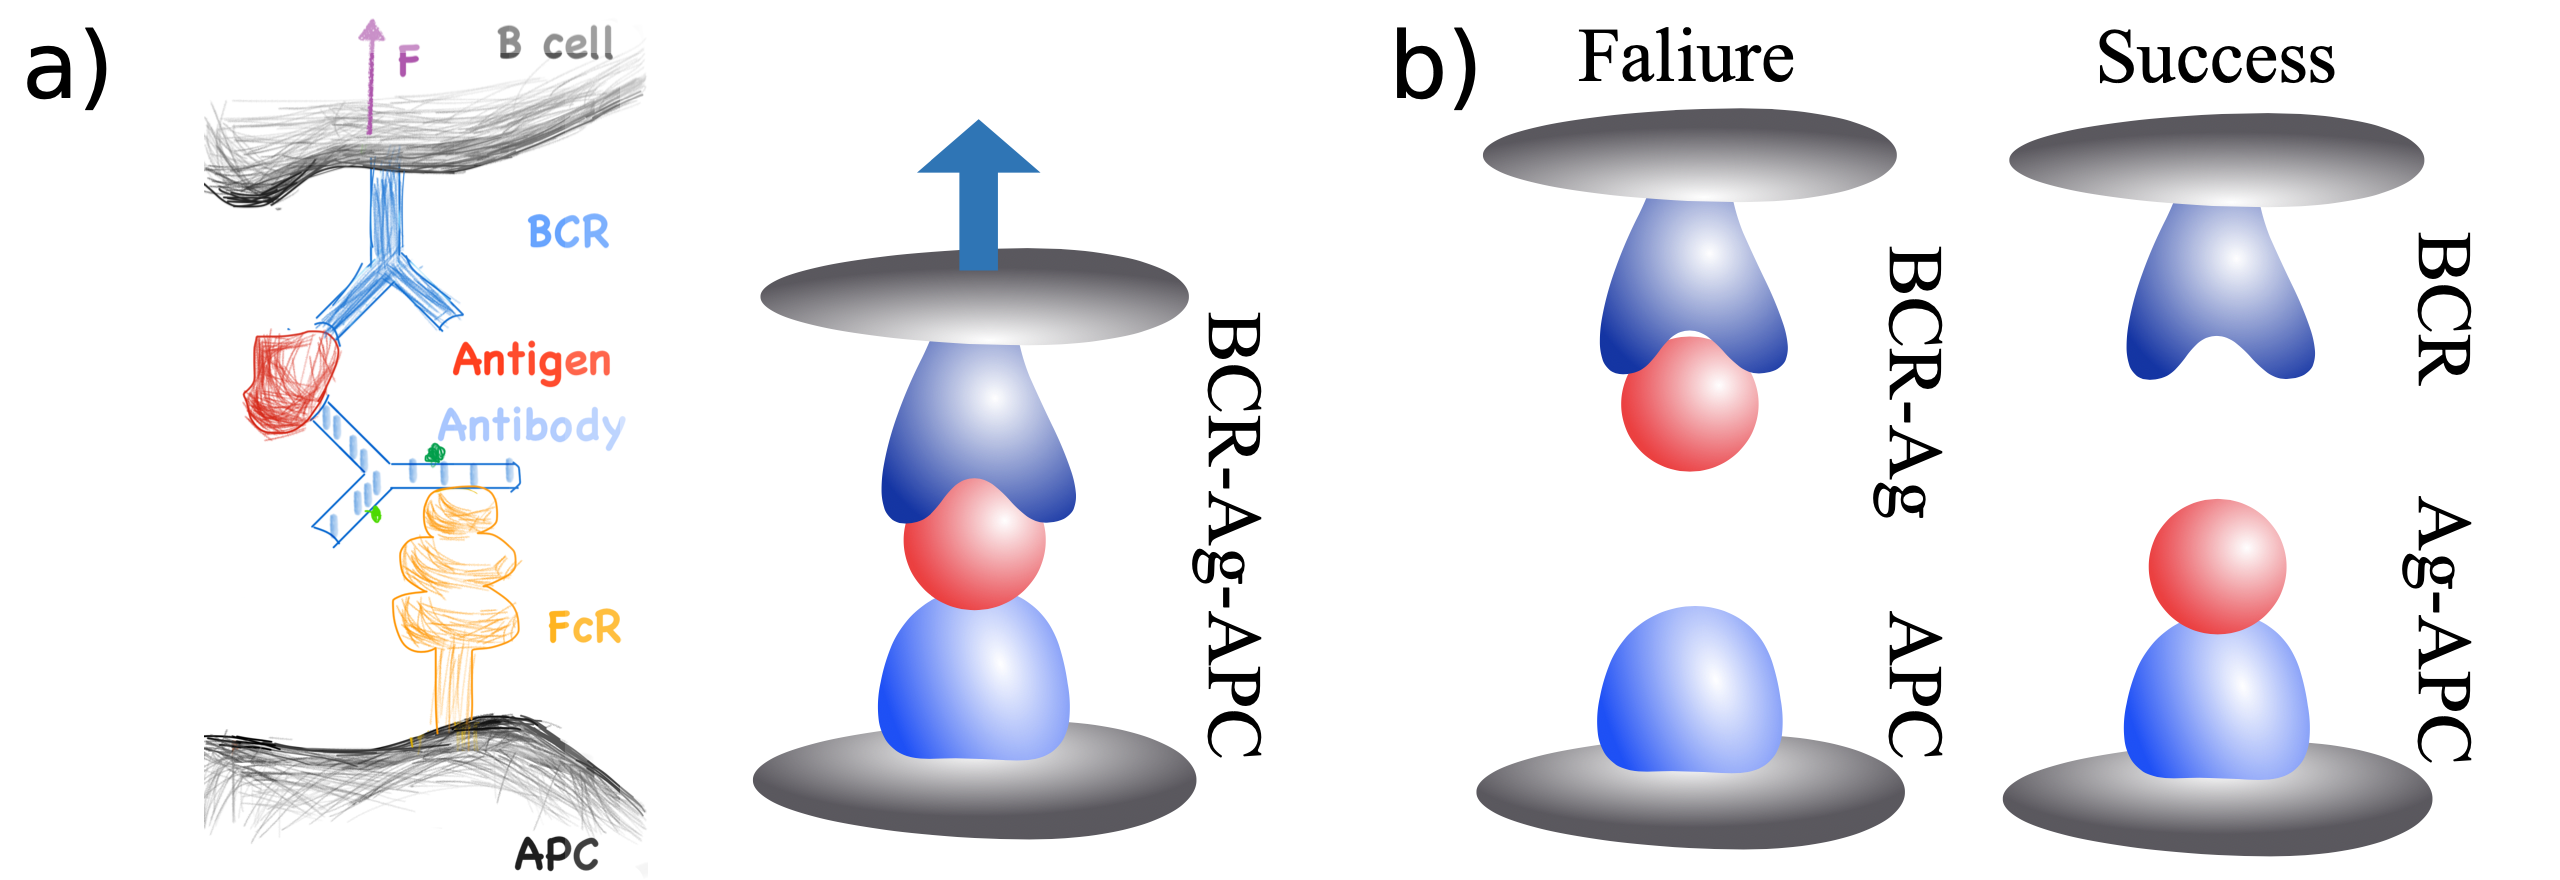 a)
F
B cell
BCR
Antigen
Antibody
FcR
APC
BCR-Ag-APC
b)
Faliure
Success
BCR-Ag
APC
BCR
Ag-APC